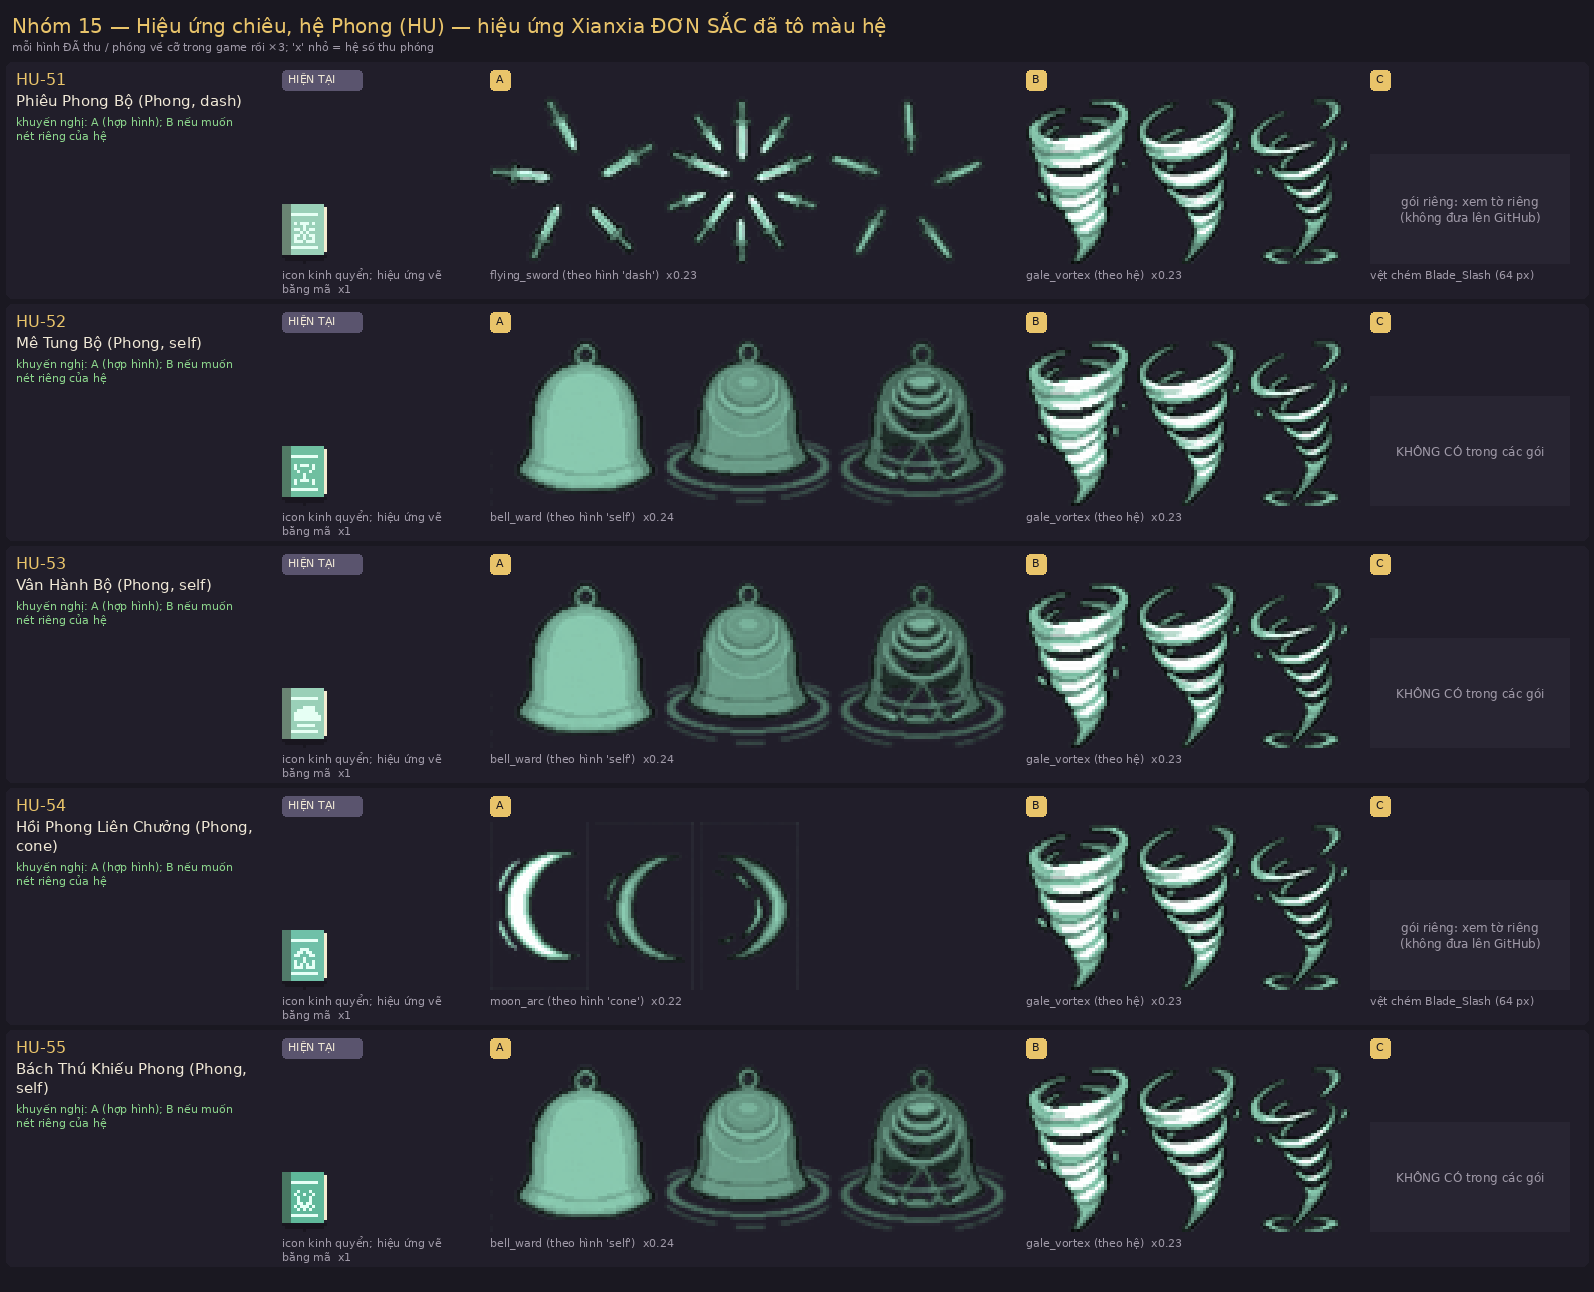 Nhóm 15 — Hiệu ứng chiêu, hệ Phong (HU) — hiệu ứng Xianxia ĐƠN SẮC đã tô màu hệ
mỗi hình ĐÃ thu / phóng về cỡ trong game rồi ×3; 'x' nhỏ = hệ số thu phóng
HU-51
Phiêu Phong Bộ (Phong, dash)
khuyến nghị: A (hợp hình); B nếu muốn
nét riêng của hệ
HIỆN TẠI
icon kinh quyển; hiệu ứng vẽ
bằng mã x1
A
flying_sword (theo hình 'dash') x0.23
B
gale_vortex (theo hệ) x0.23
C
gói riêng: xem tờ riêng
(không đưa lên GitHub)
vệt chém Blade_Slash (64 px)
HU-52
Mê Tung Bộ (Phong, self)
khuyến nghị: A (hợp hình); B nếu muốn
nét riêng của hệ
HIỆN TẠI
icon kinh quyển; hiệu ứng vẽ
bằng mã x1
A
bell_ward (theo hình 'self') x0.24
B
gale_vortex (theo hệ) x0.23
C
KHÔNG CÓ trong các gói
HU-53
Vân Hành Bộ (Phong, self)
khuyến nghị: A (hợp hình); B nếu muốn
nét riêng của hệ
HIỆN TẠI
icon kinh quyển; hiệu ứng vẽ
bằng mã x1
A
bell_ward (theo hình 'self') x0.24
B
gale_vortex (theo hệ) x0.23
C
KHÔNG CÓ trong các gói
HU-54
Hồi Phong Liên Chưởng (Phong,
cone)
khuyến nghị: A (hợp hình); B nếu muốn
nét riêng của hệ
HIỆN TẠI
icon kinh quyển; hiệu ứng vẽ
bằng mã x1
A
moon_arc (theo hình 'cone') x0.22
B
gale_vortex (theo hệ) x0.23
C
gói riêng: xem tờ riêng
(không đưa lên GitHub)
vệt chém Blade_Slash (64 px)
HU-55
Bách Thú Khiếu Phong (Phong,
self)
khuyến nghị: A (hợp hình); B nếu muốn
nét riêng của hệ
HIỆN TẠI
icon kinh quyển; hiệu ứng vẽ
bằng mã x1
A
bell_ward (theo hình 'self') x0.24
B
gale_vortex (theo hệ) x0.23
C
KHÔNG CÓ trong các gói